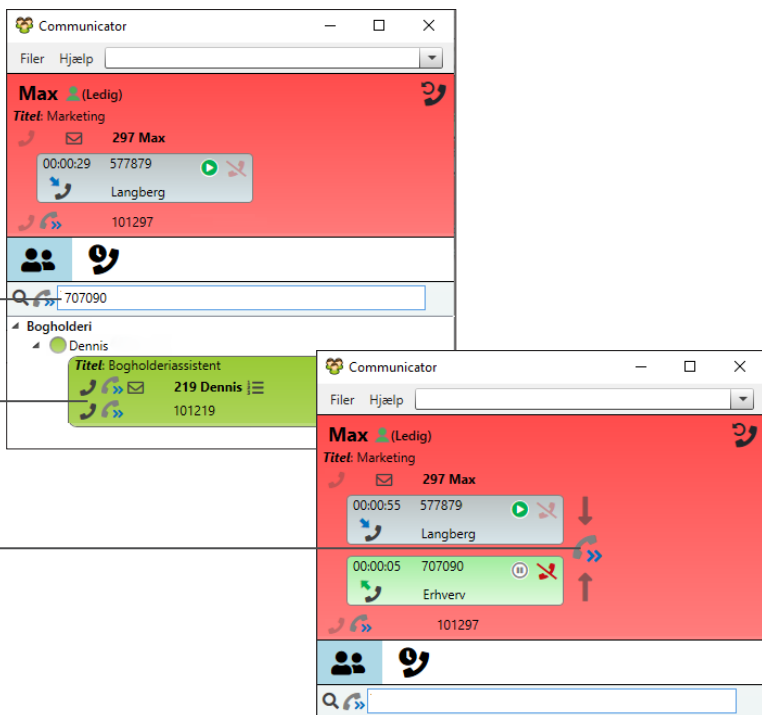 Communicator
Filer Hjælp
Max (Ledig)
Titel: Marketing
297 Max
00:00:29 577879
Langberg
101297
707090
Bogholderi
Dennis
Titel: Bogholderiassistent
219 Dennis
101219
Communicator
Filer Hjælp
Max (Ledig)
Titel: Marketing
297 Max
00:00:55 577879
Langberg
00:00:05 707090
Erhverv
101297